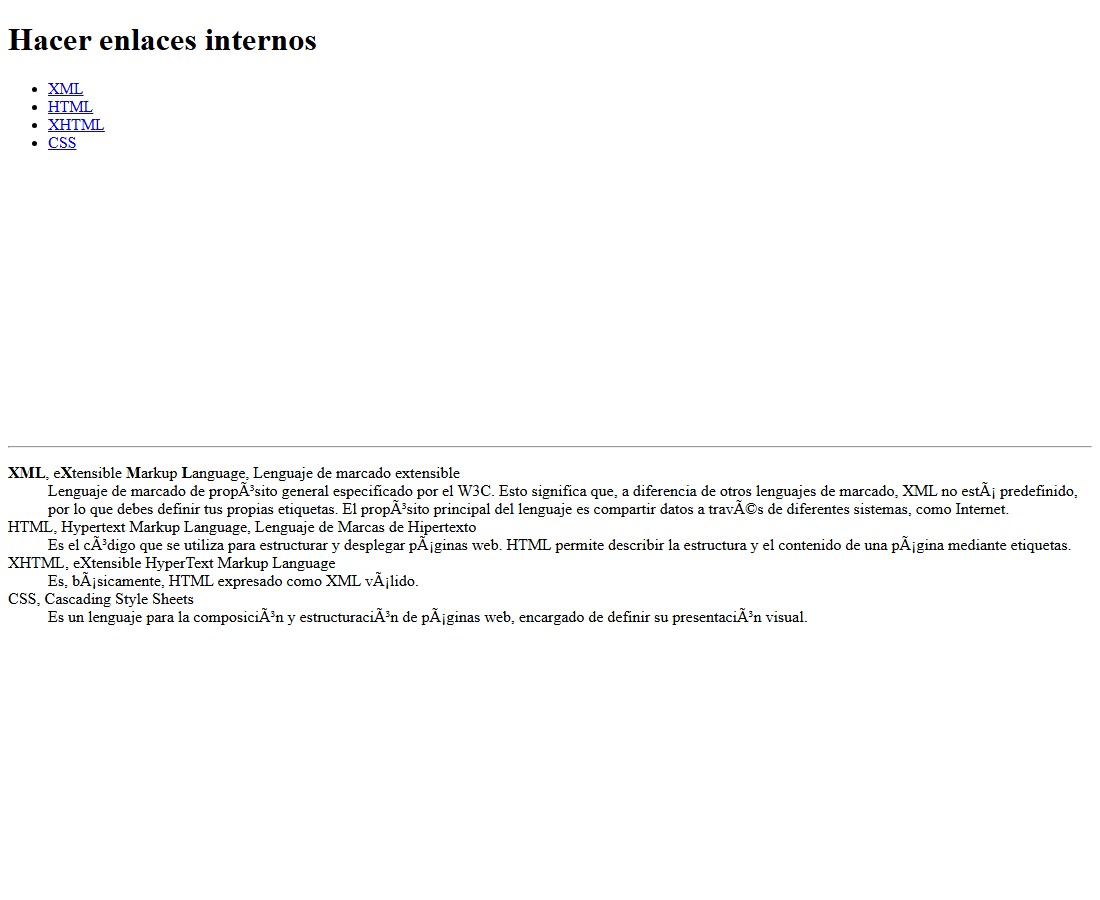 Hacer enlaces internos
XML
HTML
XHTML
CSS
XML, eXtensible Markup Language, Lenguaje de marcado extensible
Lenguaje de marcado de propÃ³sito general especificado por el W3C. Esto significa que, a diferencia de otros lenguajes de marcado, XML no estÃ¡ predefinido,
por lo que debes definir tus propias etiquetas. El propÃ³sito principal del lenguaje es compartir datos a travÃ©s de diferentes sistemas, como Internet.
HTML, Hypertext Markup Language, Lenguaje de Marcas de Hipertexto
Es el cÃ³digo que se utiliza para estructurar y desplegar pÃ¡ginas web. HTML permite describir la estructura y el contenido de una pÃ¡gina mediante etiquetas.
XHTML, eXtensible HyperText Markup Language
Es, bÃ¡sicamente, HTML expresado como XML vÃ¡lido.
CSS, Cascading Style Sheets
Es un lenguaje para la composiciÃ³n y estructuraciÃ³n de pÃ¡ginas web, encargado de definir su presentaciÃ³n visual.